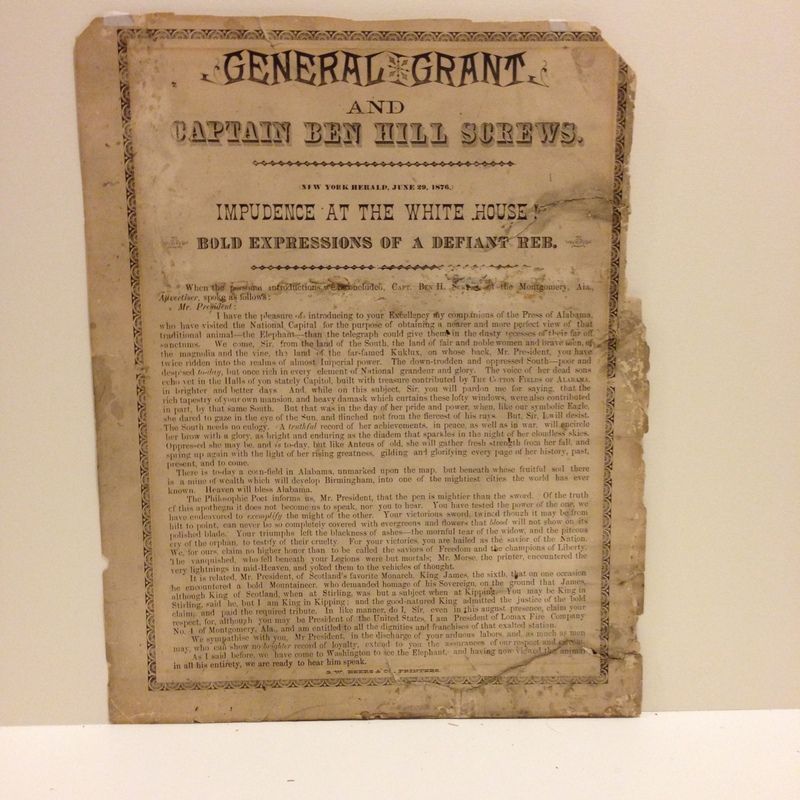 GENERAL GRANT
AND
CAPTAIN BEN HILL SCREWS.
(NEW YORK HERALD, JUNE 29, 1876.)
IMPUDENCE AT THE WHITE HOUSE!
BOLD EXPRESSIONS OF A DEFIANT REB.
When the introductions were concluded, CAPT. BEN H. of the Montgomery, Ala.,
Advertiser, spoke as follows:
Mr. President:
I have the pleasure of introducing to your Excellency my companions of the Press of Alabama,
who have visited the National Capital for the purpose of obtaining a nearer and more perfect view of that
traditional animal—the Elephant—than the telegraph could give them in the dusty recesses of their far off
sanctums. We come, Sir, from the land of the South, the land of fair and noble women and brave men, of
the magnolia and the vine, the land of the far-famed Kuklux, on whose back, Mr. President, you have
twice ridden into the realms of almost Imperial power. The down-trodden and oppressed South—poor and
despised to-day, but once rich in every element of National grandeur and glory. The voice of her dead sons
echo yet in the Halls of yon stately Capitol, built with treasure contributed by THE COTTON FIELDS OF ALABAMA,
in brighter and better days. And, while on this subject, Sir, you will pardon me for saying, that the
rich tapestry of your own mansion, and heavy damask which curtains these lofty windows, were also contributed
in part, by that same South. But that was in the day of her pride and power, when, like our symbolic Eagle,
she dared to gaze in the eye of the Sun, and flinched not from the fiercest of his rays. But, Sir, I will desist.
The South needs no eulogy. A truthful record of her achievements, in peace, as well as in war, will encircle
her brow with a glory, as bright and enduring as the diadem that sparkles in the night of her cloudless skies.
Oppressed she may be, and is to-day, but like Anteus of old, she will gather fresh strength from her fall, and
spring up again with the light of her rising greatness, gilding and glorifying every page of her history, past,
present, and to come.
There is to-day a corn-field in Alabama, unmarked upon the map, but beneath whose fruitful soil there
is a mine of wealth which will develop Birmingham, into one of the mightiest cities the world has ever
known. Heaven will bless Alabama.
The Philosophic Poet informs us, Mr. President, that the pen is mightier than the sword. Of the truth
of this apothegm it does not become us to speak, nor you to hear. You have tested the power of the one, we
have endeavored to exemplify the might of the other. Your victorious sword, twined though it may be from
hilt to point, can never be so completely covered with evergreens and flowers that blood will not show on its
polished blade. Your triumphs left the blackness of ashes—the mournful tear of the widow, and the piteous
cry of the orphan, to testify of their cruelty. For your victories, you are hailed as the savior of the Nation.
We, for ours, claim no higher honor than to be called the saviors of Freedom and the champions of Liberty.
The vanquished, who fell beneath your Legions were but mortals; Mr. Morse, the printer, encountered the
very lightnings in mid-Heaven, and yoked them to the vehicles of thought.
It is related, Mr. President, of Scotland's favorite Monarch, King James the sixth, that on one occasion
he encountered a bold Mountaineer, who demanded homage of his Sovereign, on the ground that James,
although King of Scotland, when at Stirling, was but a subject when at Kipping. You may be King in
Stirling, said he, but I am King in Kipping; and the good-natured King admitted the justice of the bold
claim, and paid the required tribute. In like manner, do I, Sir, even in this august presence, claim your
respect, for, although you may be President of the United States, I am President of Lomax Fire Company
No. 4 of Montgomery, Ala., and am entitled to all the dignities and franchises of that exalted station.
We sympathise with you, Mr President, in the discharge of your arduous labors, and, as much as men
may, who can show no brighter record of loyalty, extend to you the assurances of our respect and
As I said before, we have come to Washington to see the Elephant, and having now viewed the animal
in all his entirety, we are ready to hear him speak.
PRINTERS.